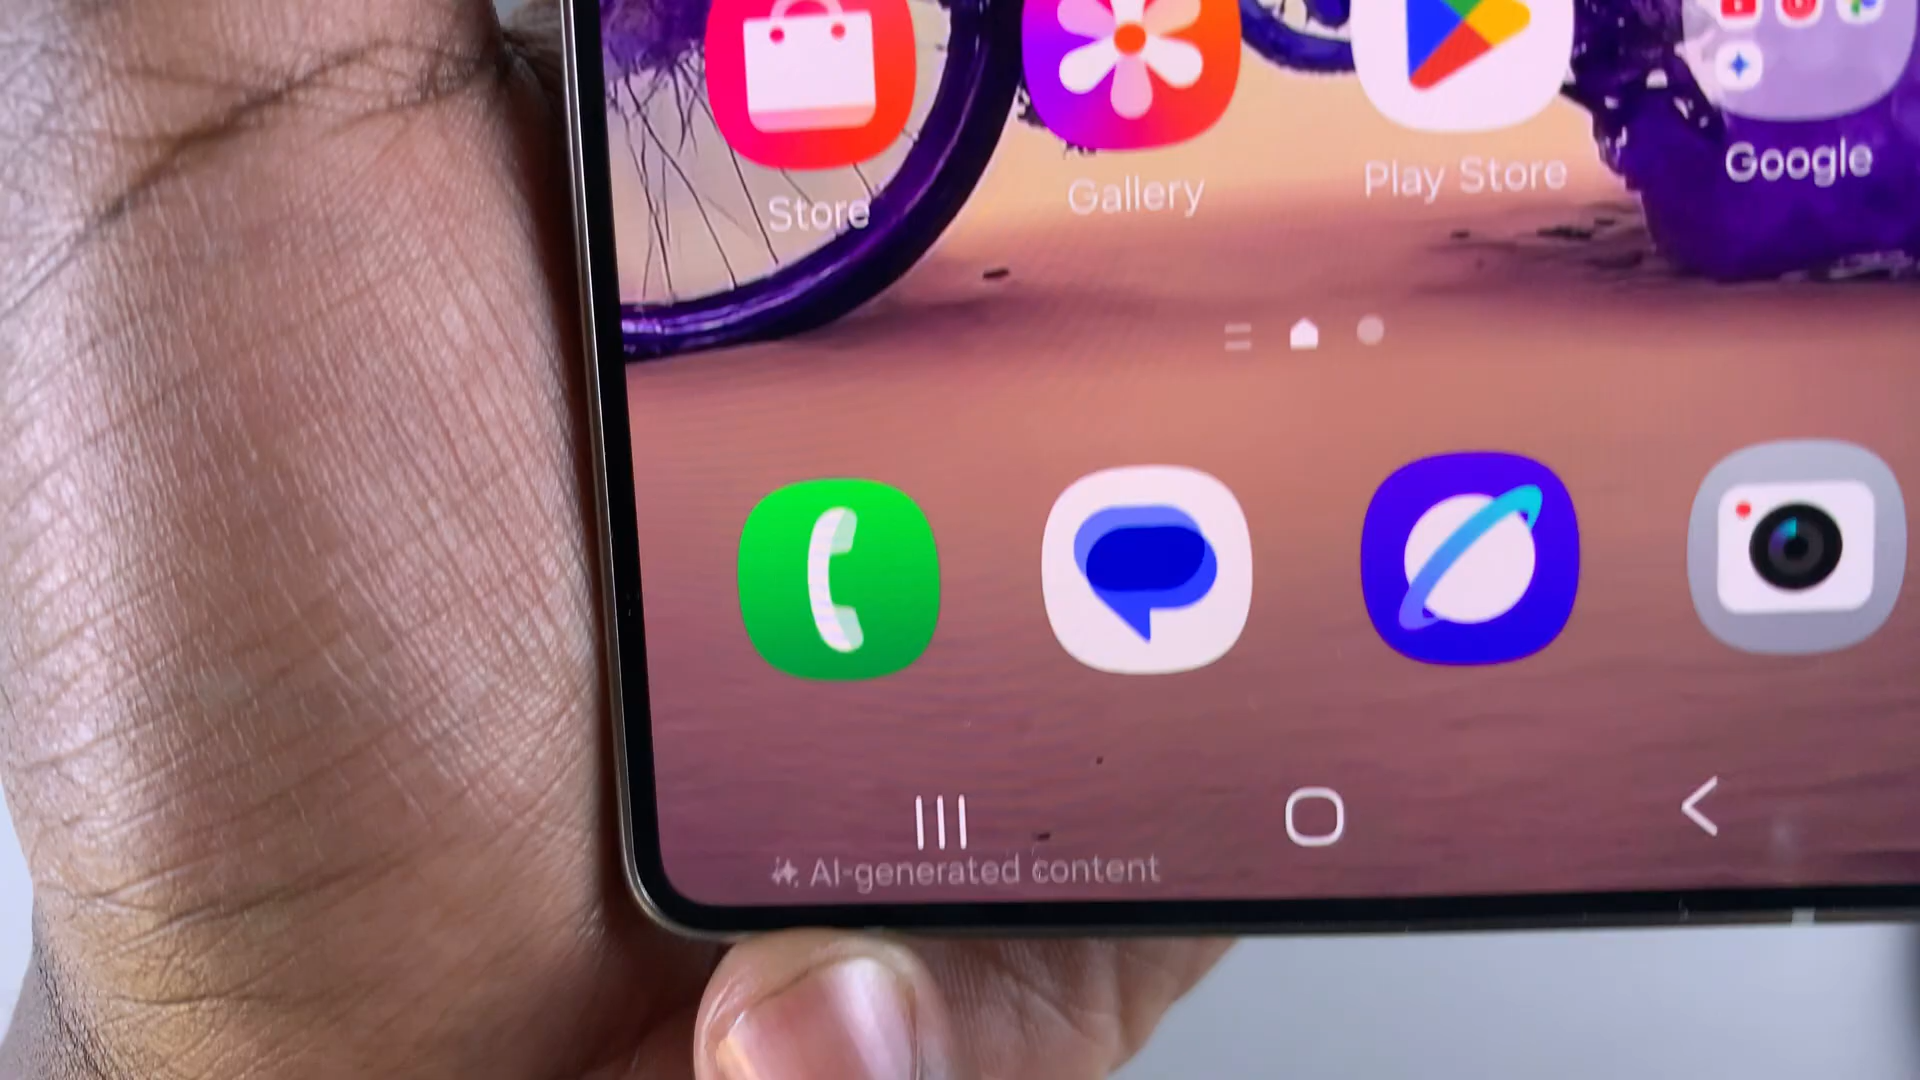 Store
Gallery
Play Store
Google
AI-generated content